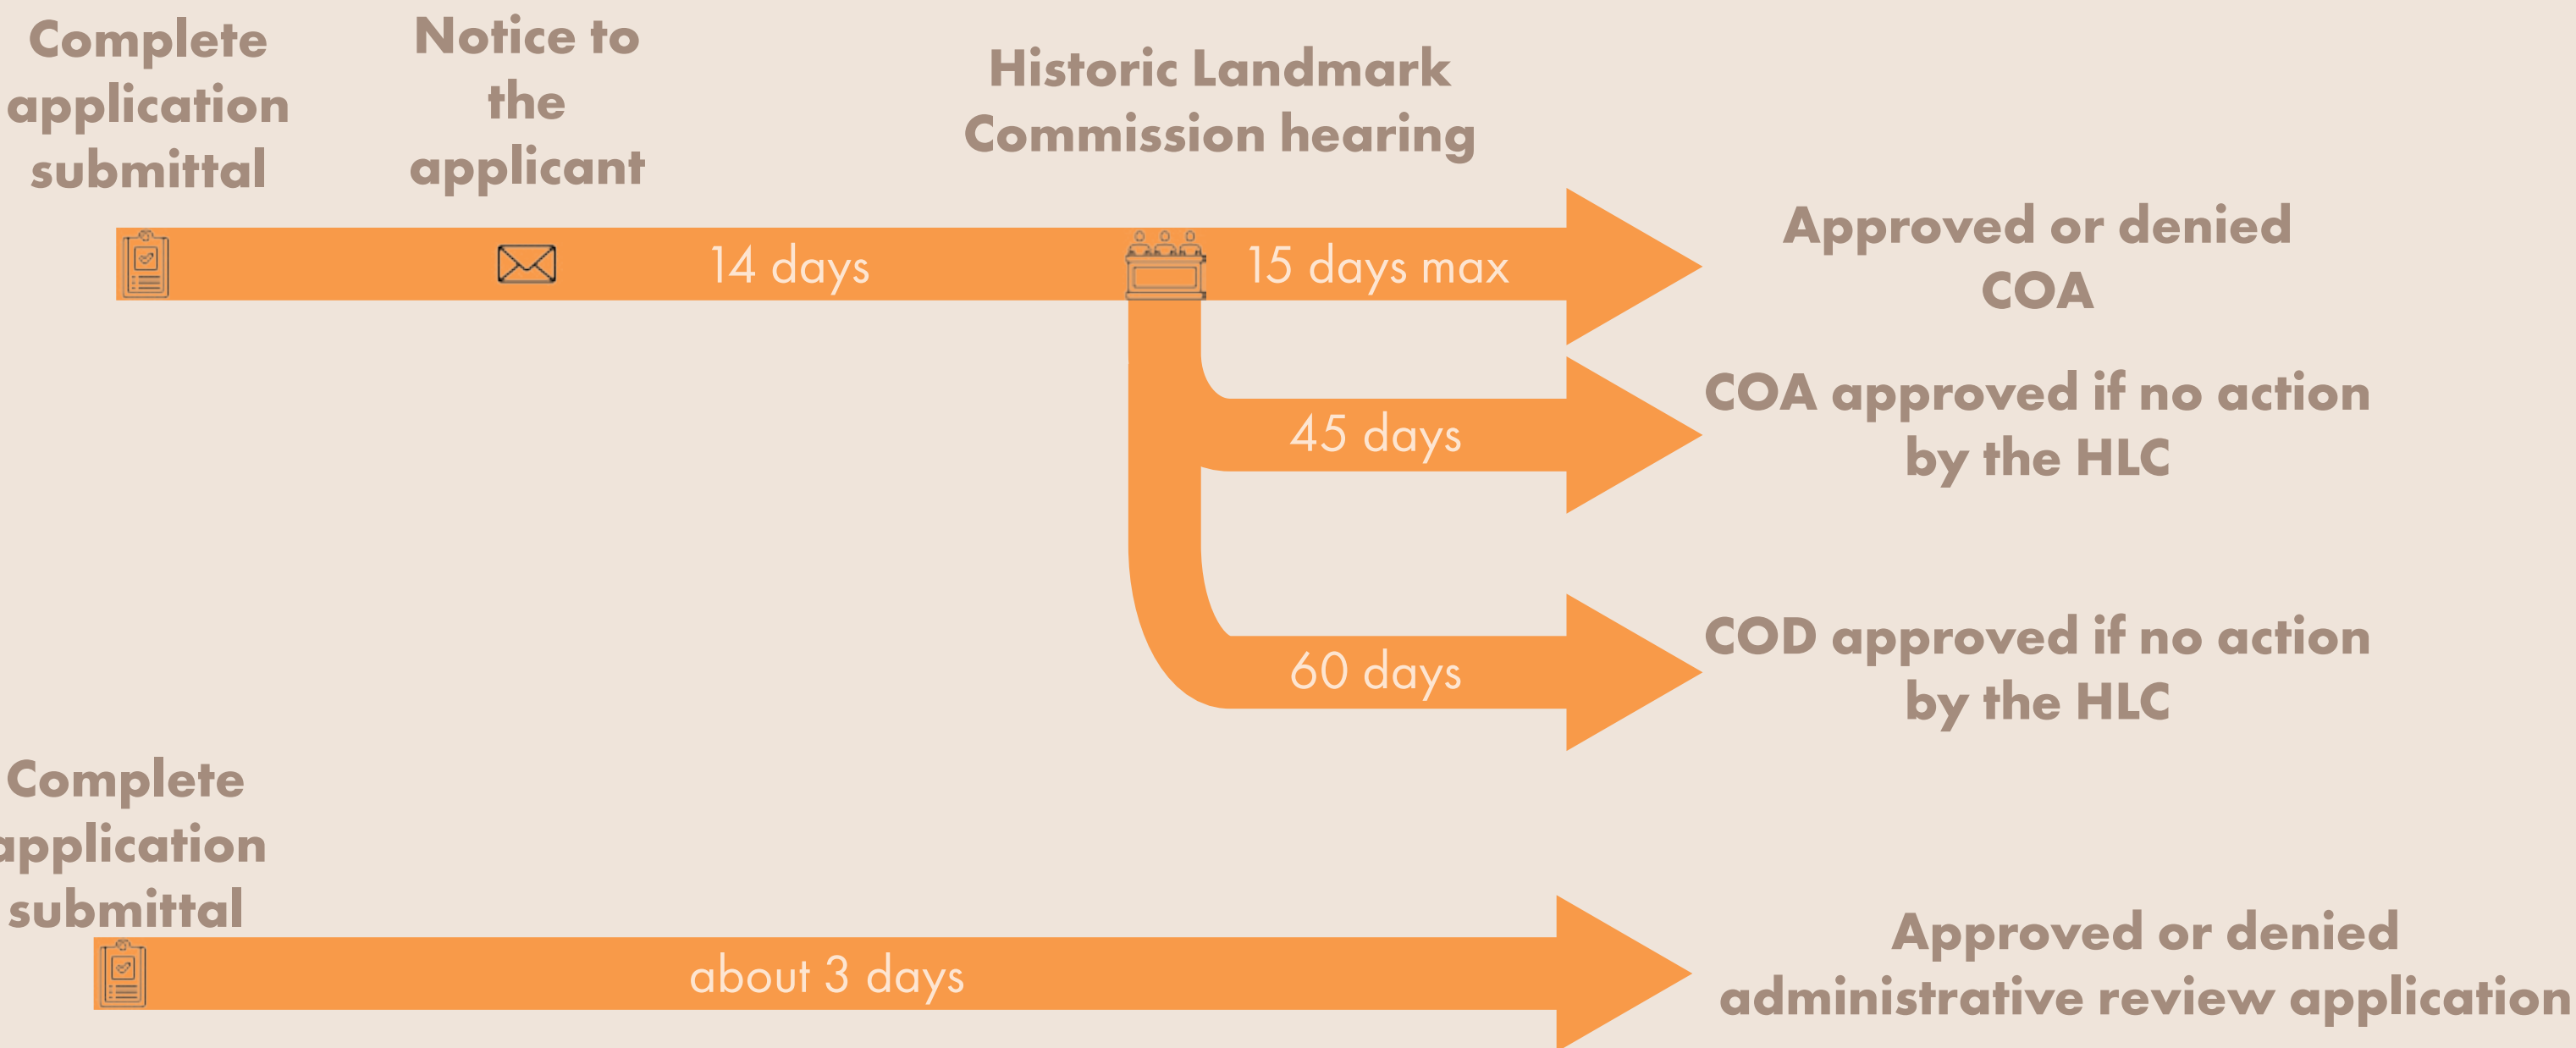 Complete
application
submittal
Notice to
the
applicant
Historic Landmark
Commission hearing
14 days
15 days max
Approved or denied
COA
45 days
COA approved if no action
by the HLC
60 days
COD approved if no action
by the HLC
Complete
application
submittal
about 3 days
Approved or denied
administrative review application